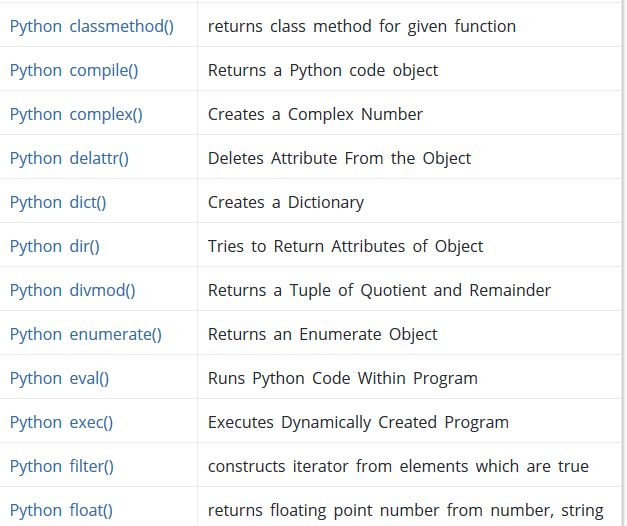 Python classmethod() returns class method for given function
Python compile() Returns a Python code object
Python complex() Creates a Complex Number
Python delattr() Deletes Attribute From the Object
Python dict() Creates a Dictionary
Python dir() Tries to Return Attributes of Object
Python divmod() Returns a Tuple of Quotient and Remainder
Python enumerate() Returns an Enumerate Object
Python eval() Runs Python Code Within Program
Python exec() Executes Dynamically Created Program
Python filter() constructs iterator from elements which are true
Python float() returns floating point number from number, string